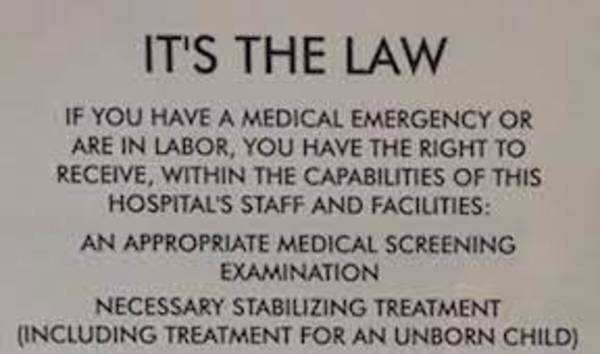 IT'S THE LAW
IF YOU HAVE A MEDICAL EMERGENCY OR
ARE IN LABOR, YOU HAVE THE RIGHT TO
RECEIVE, WITHIN THE CAPABILITIES OF THIS
HOSPITAL'S STAFF AND FACILITIES:
AN APPROPRIATE MEDICAL SCREENING
EXAMINATION
NECESSARY STABILIZING TREATMENT
(INCLUDING TREATMENT FOR AN UNBORN CHILD)